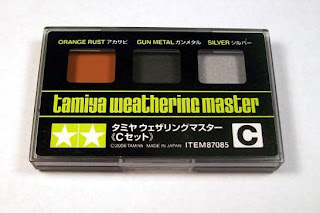 ORANGE RUST アカサビ GUN METAL ガンメタル SILVER シルバー
tamiya weathering master
タミヤ ウェザリングマスター
《Cセット》 C
©2006 TAMIYA MADE IN JAPAN ITEM87085